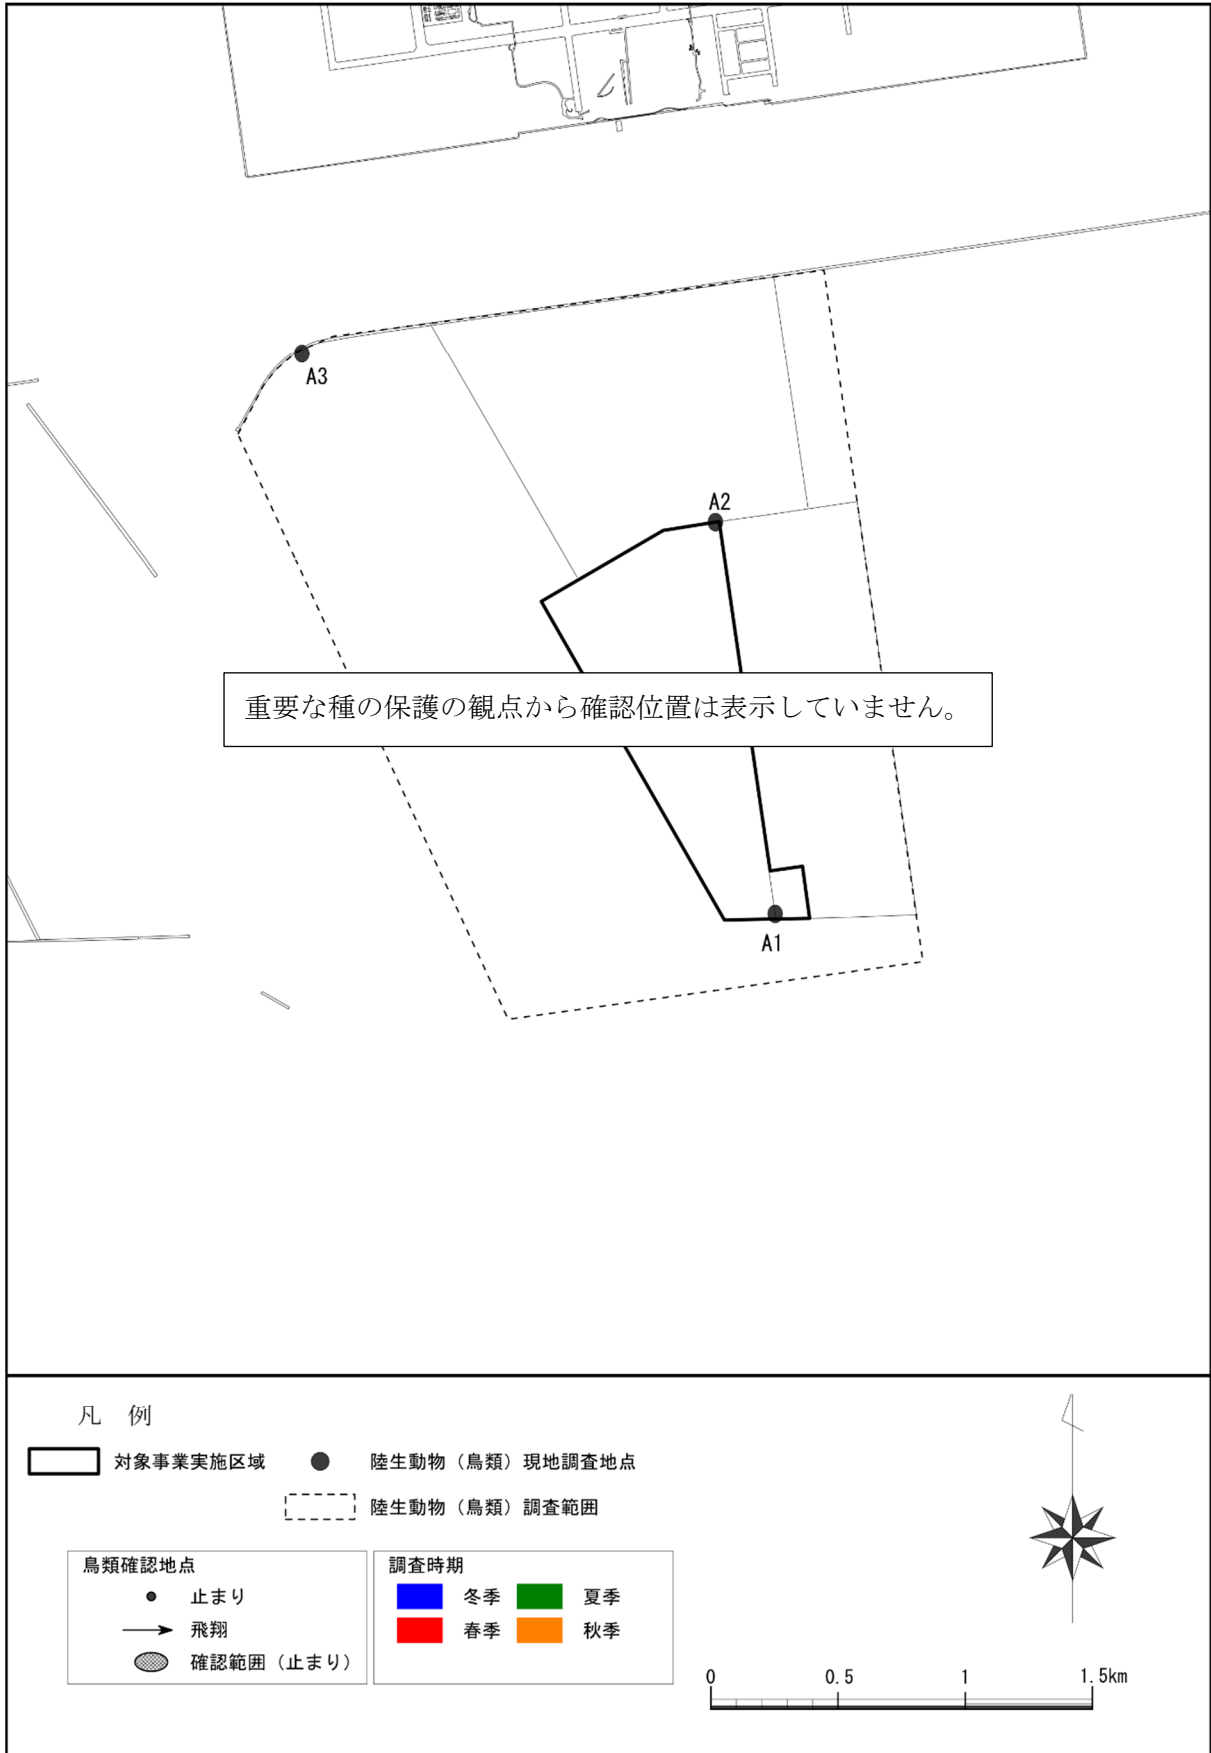 A3
A2
重要な種の保護の観点から確認位置は表示していません。
A1
凡　例
対象事業実施区域
陸生動物（鳥類）現地調査地点
陸生動物（鳥類）調査範囲
鳥類確認地点
止まり
飛翔
確認範囲（止まり）
調査時期
冬季
夏季
春季
秋季
0 0.5 1 1.5km